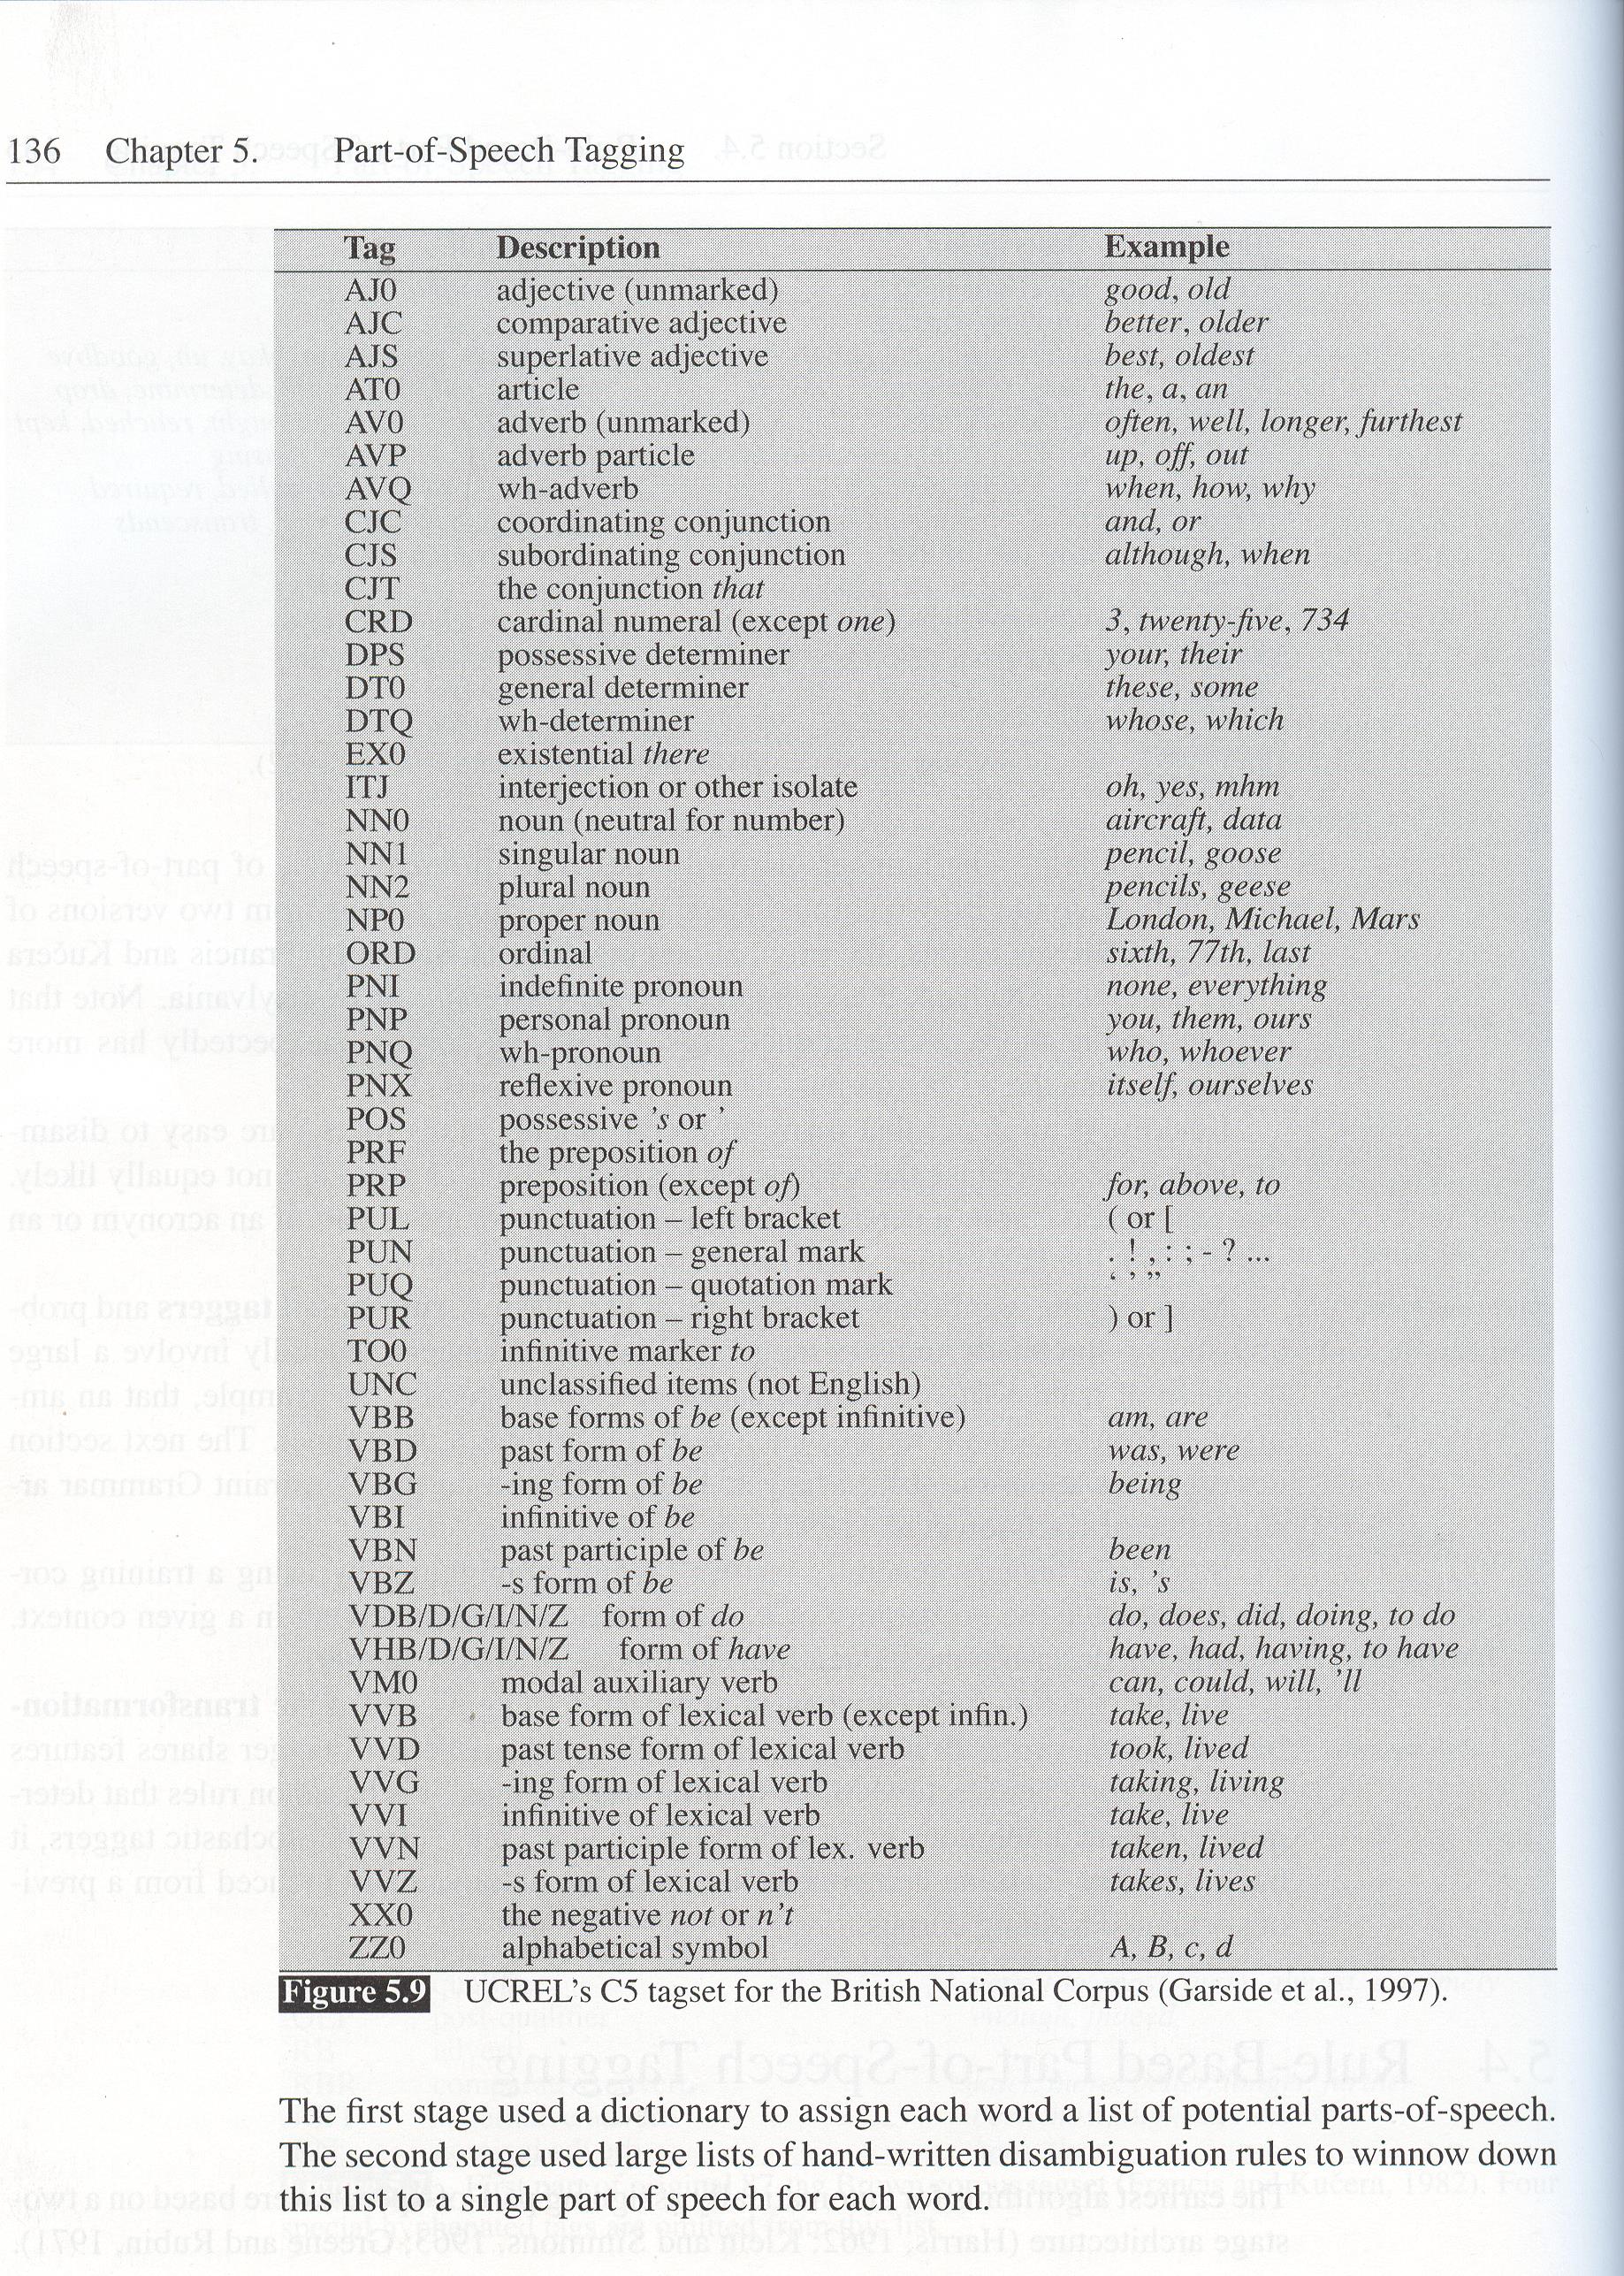 136 Chapter 5. Part-of-Speech Tagging
Tag Description Example
AJ0 adjective (unmarked) good, old
AJC comparative adjective better, older
AJS superlative adjective best, oldest
AT0 article the, a, an
AV0 adverb (unmarked) often, well, longer, furthest
AVP adverb particle up, off, out
AVQ wh-adverb when, how, why
CJC coordinating conjunction and, or
CJS subordinating conjunction although, when
CJT the conjunction that
CRD cardinal numeral (except one) 3, twenty-five, 734
DPS possessive determiner your, their
DT0 general determiner these, some
DTQ wh-determiner whose, which
EX0 existential there
ITJ interjection or other isolate oh, yes, mhm
NN0 noun (neutral for number) aircraft, data
NN1 singular noun pencil, goose
NN2 plural noun pencils, geese
NP0 proper noun London, Michael, Mars
ORD ordinal sixth, 77th, last
PNI indefinite pronoun none, everything
PNP personal pronoun you, them, ours
PNQ wh-pronoun who, whoever
PNX reflexive pronoun itself, ourselves
POS possessive ’s or ’
PRF the preposition of
PRP preposition (except of) for, above, to
PUL punctuation – left bracket ( or [
PUN punctuation – general mark . ! , : ; - ? ...
PUQ punctuation – quotation mark ‘ ’ ”
PUR punctuation – right bracket ) or ]
TO0 infinitive marker to
UNC unclassified items (not English)
VBB base forms of be (except infinitive) am, are
VBD past form of be was, were
VBG -ing form of be being
VBI infinitive of be
VBN past participle of be been
VBZ -s form of be is, ’s
VDB/D/G/I/N/Z form of do do, does, did, doing, to do
VHB/D/G/I/N/Z form of have have, had, having, to have
VM0 modal auxiliary verb can, could, will, ’ll
VVB base form of lexical verb (except infin.) take, live
VVD past tense form of lexical verb took, lived
VVG -ing form of lexical verb taking, living
VVI infinitive of lexical verb take, live
VVN past participle form of lex. verb taken, lived
VVZ -s form of lexical verb takes, lives
XX0 the negative not or n’t
ZZ0 alphabetical symbol A, B, c, d
Figure 5.9 UCREL’s C5 tagset for the British National Corpus (Garside et al., 1997).
The first stage used a dictionary to assign each word a list of potential parts-of-speech.
The second stage used large lists of hand-written disambiguation rules to winnow down
this list to a single part of speech for each word.